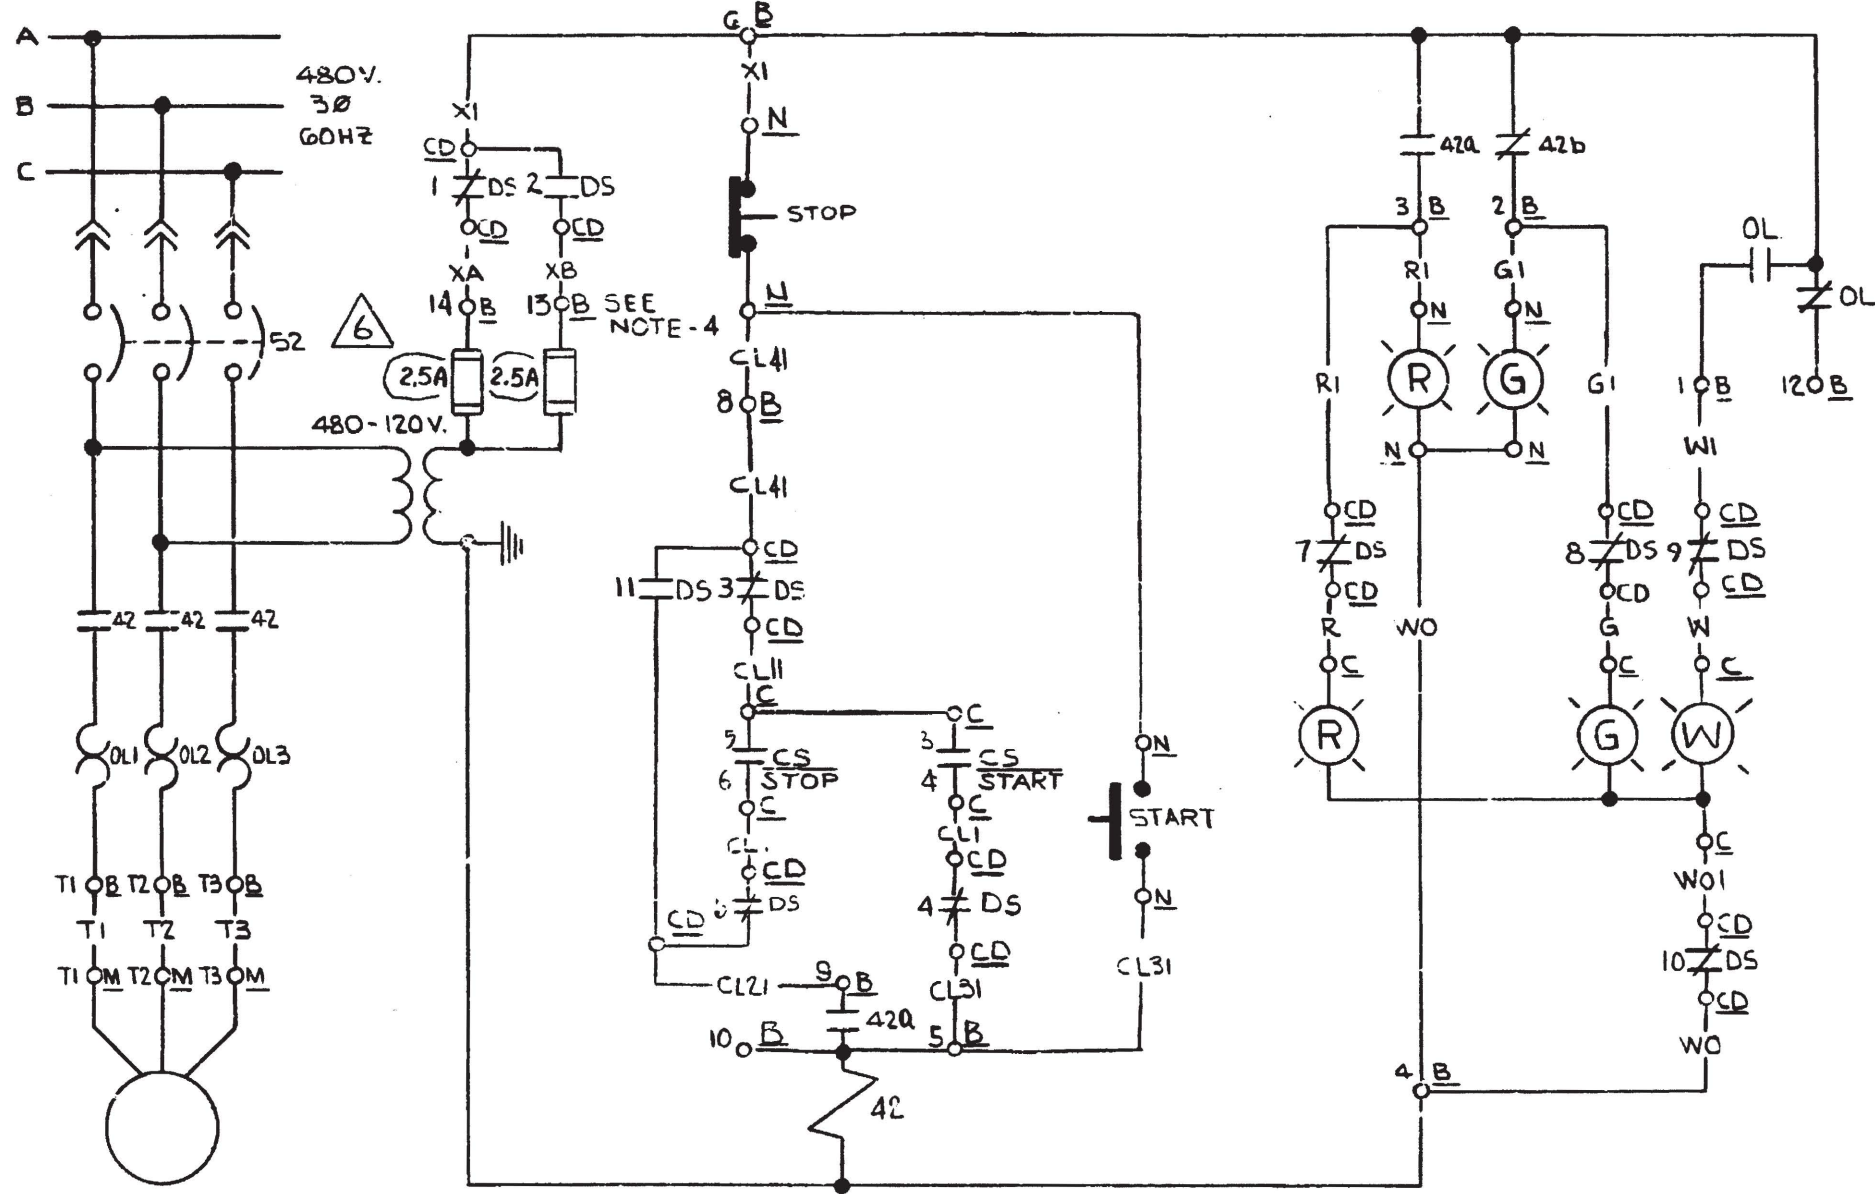 A
B
C
480V.
3Ø
60HZ
52
42
42
42
OL1
OL2
OL3
T1 B T2 B T3 B
T1 T2 T3
T1 M T2 M T3 M
6
480-120V.
X1
CD
1 DS 2 DS
CD CD
XA XB
14 B 13 B SEE
NOTE-4
2.5A 2.5A
6 B
X1
N
STOP
N
CL41
8 B
CL41
CD
11 DS 3 DS
CD
CL11
C C
5 CS
6 STOP
3 CS
4 START
C C
CL1
CD CD
DS 4 DS
CD CD
CL21 9 B
CL31
42a
10 B 5 B
42
N
START
N
CL31
42a 42b
3 B 2 B
R1 G1
N N
R G
R1 G1
N N
WO
CD CD CD
7 DS 8 DS 9 DS
CD CD CD
R G W
C C C
R G W
OL
OL
1 B 12 B
W1
C
WO1
CD
10 DS
CD
WO
4 B